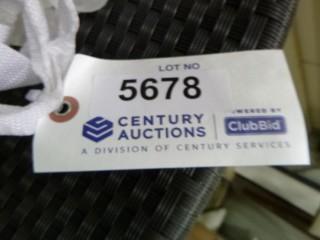 LOT NO
5678
CENTURY
AUCTIONS
POWERED BY
ClubBid
A DIVISION OF CENTURY SERVICES